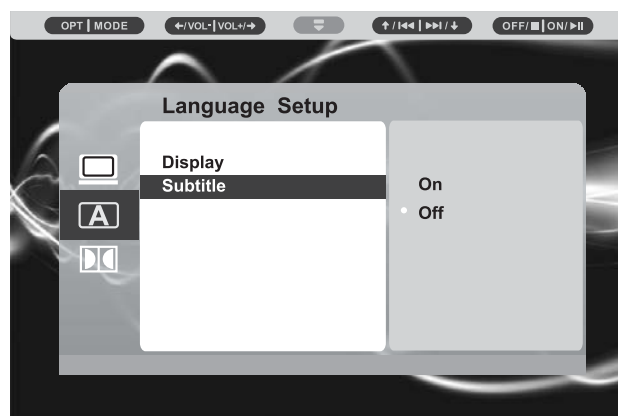 OPT | MODE ←/VOL- | VOL+/→ ↑/⏮ | ⏭/↓ OFF/■ | ON/▶II
Language Setup
Display
Subtitle
On
A
Off